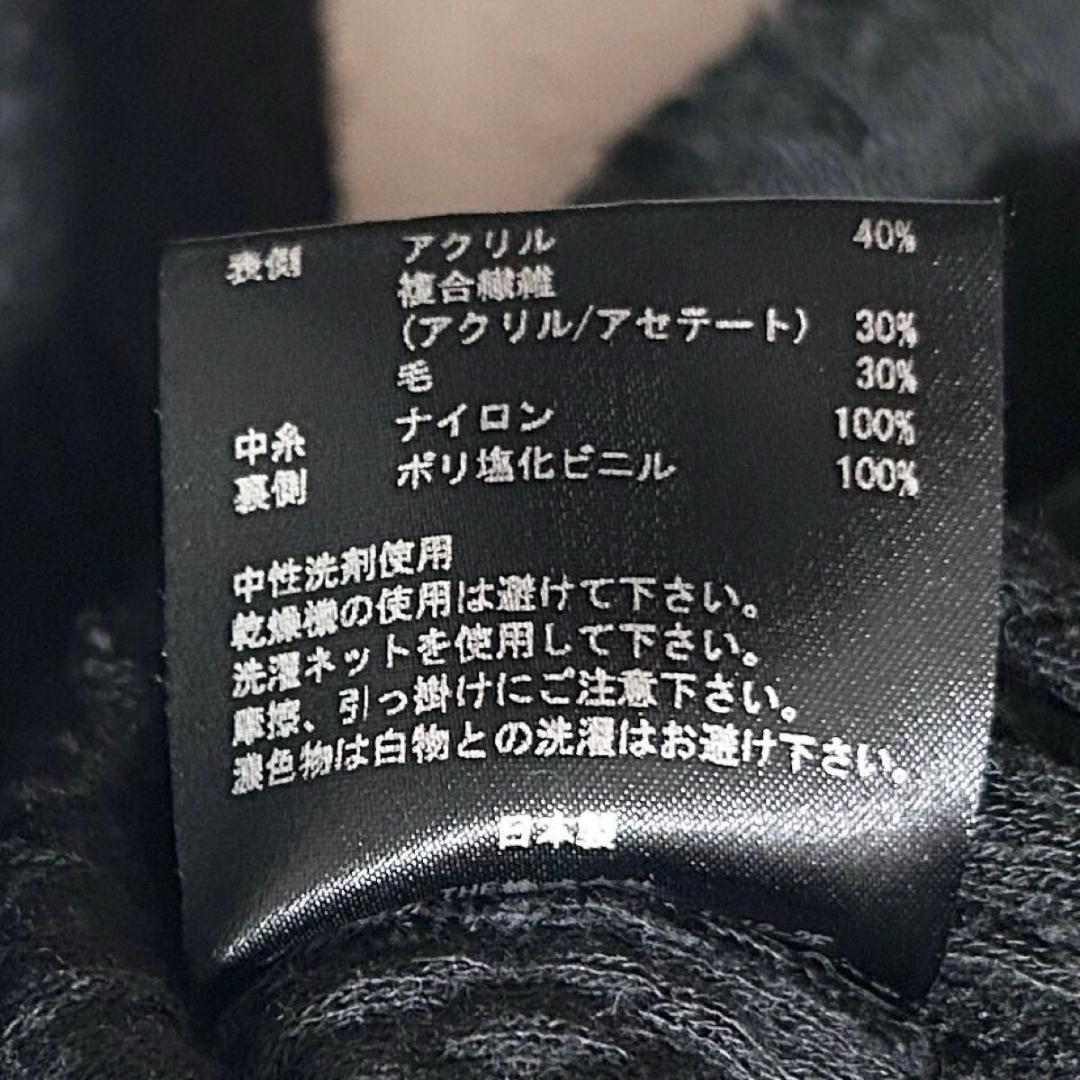 表側 アクリル 40%
複合繊維
(アクリル/アセテート) 30%
毛 30%
中糸 ナイロン 100%
裏側 ポリ塩化ビニル 100%
中性洗剤使用
乾燥機の使用は避けて下さい。
洗濯ネットを使用して下さい。
摩擦、引っ掛けにご注意下さい。
濃色物は白物との洗濯はお避け下さい。
日本製
THE